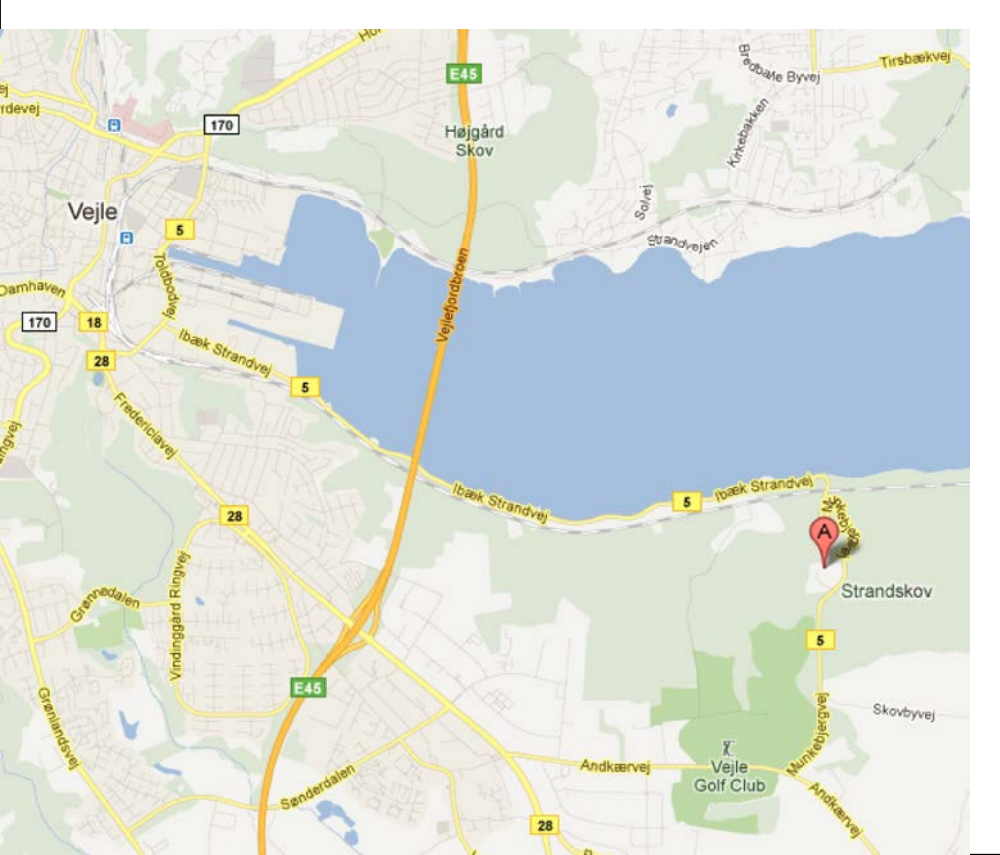 E45
Bredballe Byvej
Tirsbækvej
rdevej
170
Højgård
Skov
Kirkebakken
Vejle
Solvej
5
Strandvejen
Toldbodvej
Vejlefjordbroen
Damhaven
170
18
Ibæk Strandvej
28
5
Fredericiavej
Ibæk Strandvej
5
Ibæk Strandvej
28
A
Strandskov
Vindinggård Ringvej
Grønnedalen
5
E45
Grønlandsvej
Skovbyvej
Munkebjergvej
Andkærvej
Vejle
Golf Club
Sønderdalen
Andkærvej
28